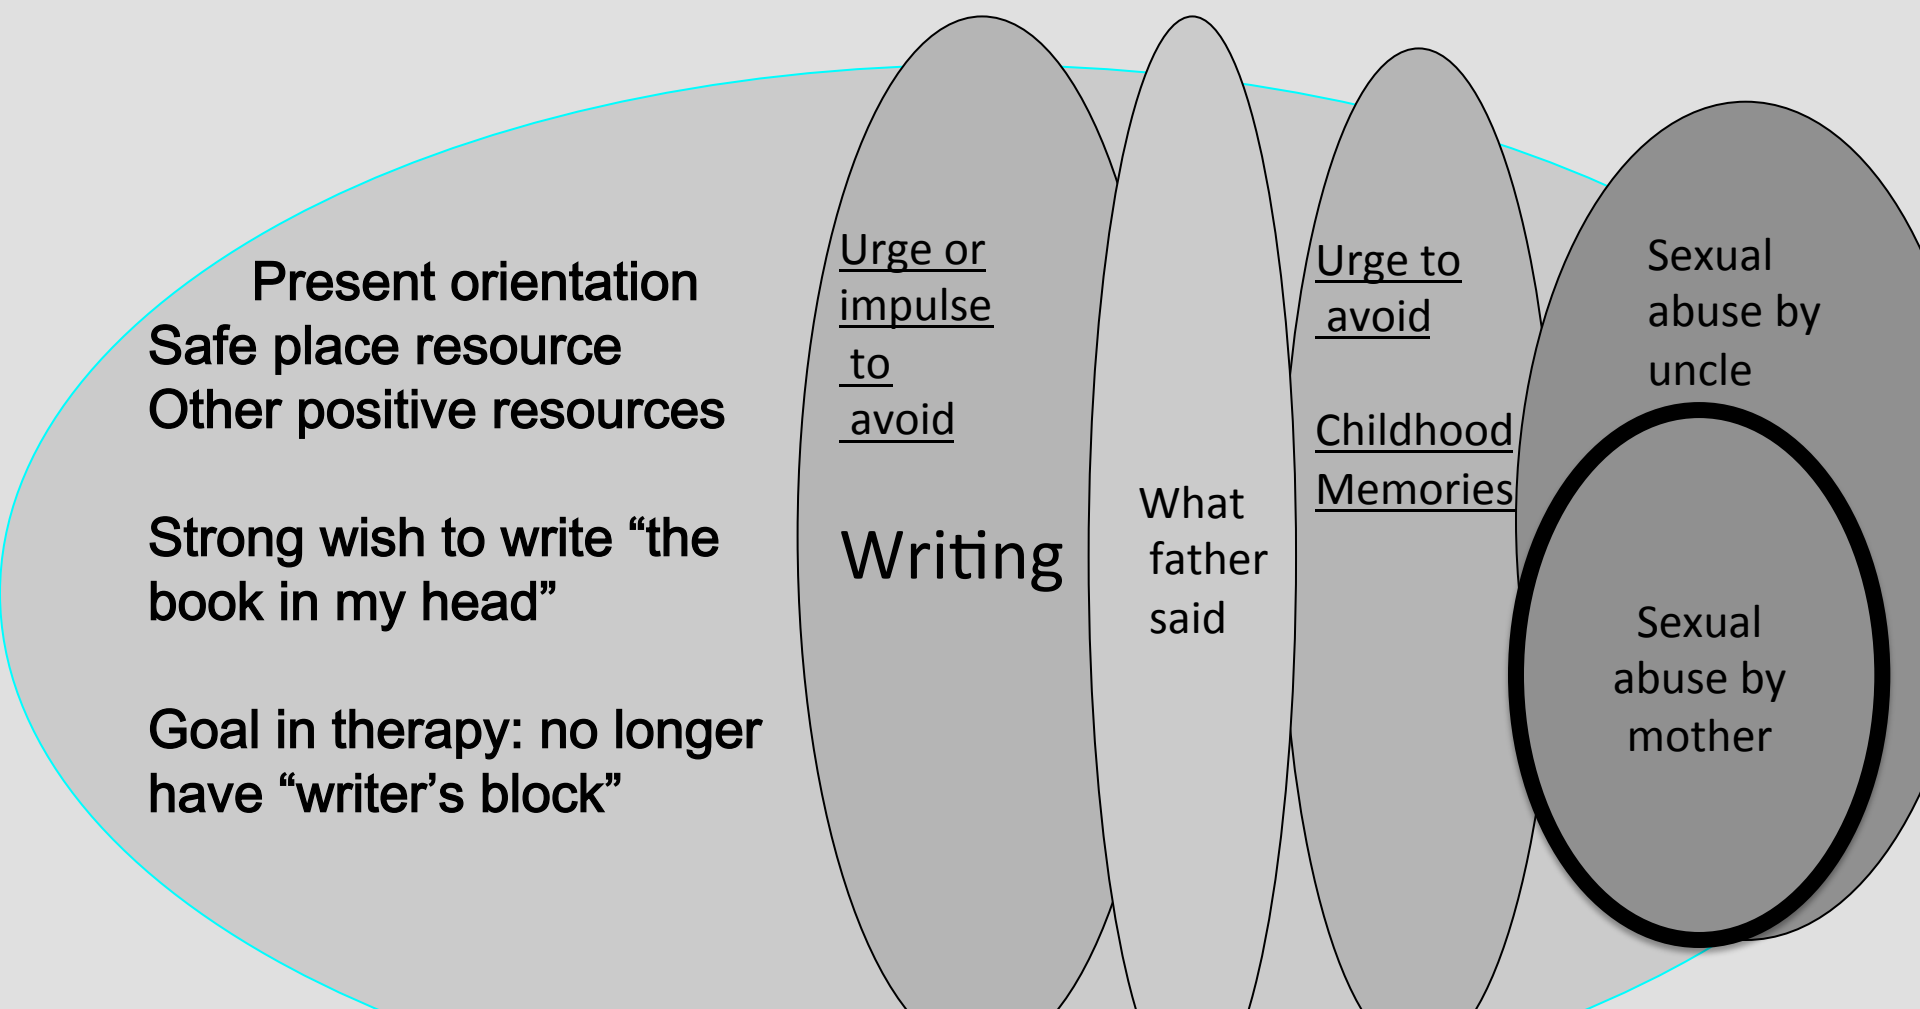 Present orientation
Safe place resource
Other positive resources
Strong wish to write “the
book in my head”
Goal in therapy: no longer
have “writer’s block”
Urge or
impulse
to
avoid
Writing
What
father
said
Urge to
avoid
Childhood
Memories
Sexual
abuse by
uncle
Sexual
abuse by
mother